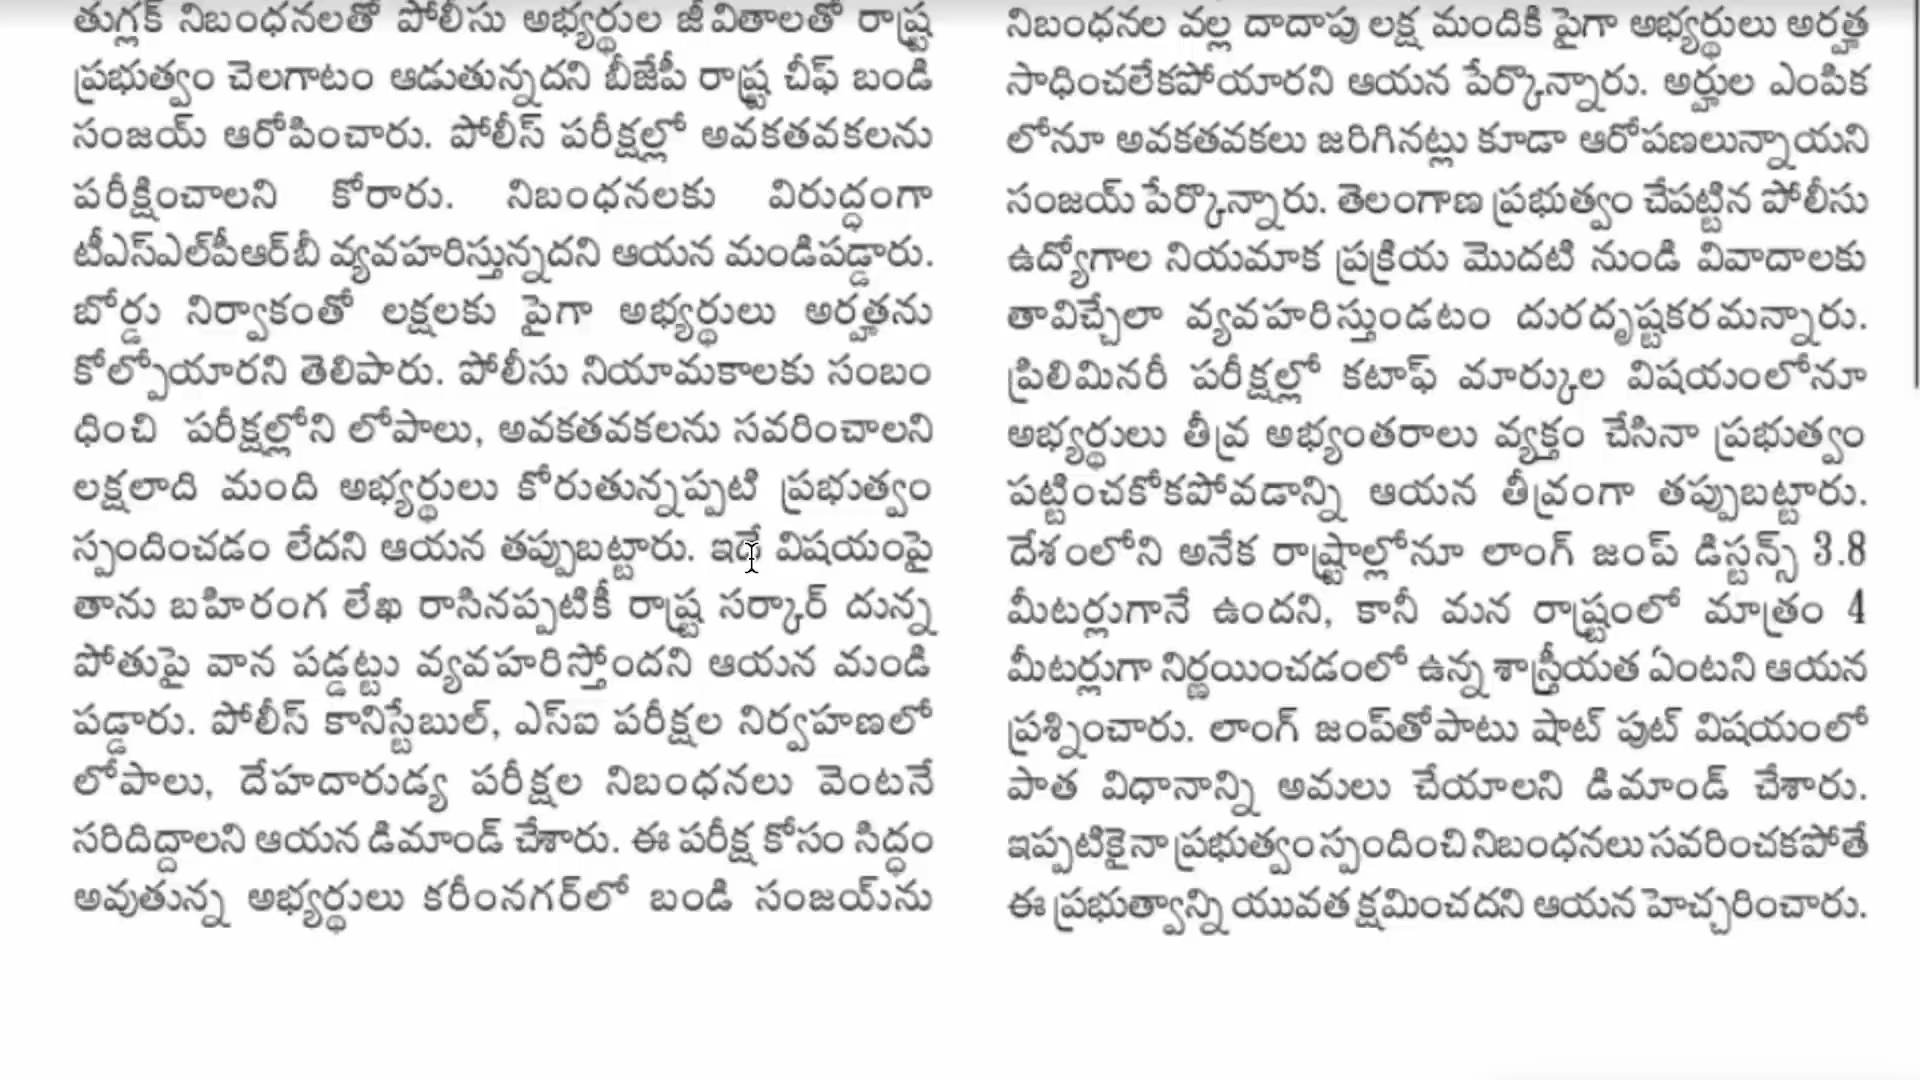 తుగ్లక్ నిబంధనలతో పోలీసు అభ్యర్థుల జీవితాలతో రాష్ట్ర
ప్రభుత్వం చెలగాటం ఆడుతున్నదని బీజేపీ రాష్ట్ర చీఫ్ బండి
సంజయ్ ఆరోపించారు. పోలీస్ పరీక్షల్లో అవకతవకలను
పరీక్షించాలని కోరారు. నిబంధనలకు విరుద్ధంగా
టీఎస్ఎల్‌పీఆర్‌బీ వ్యవహరిస్తున్నదని ఆయన మండిపడ్డారు.
బోర్డు నిర్వాకంతో లక్షలకు పైగా అభ్యర్థులు అర్హతను
కోల్పోయారని తెలిపారు. పోలీసు నియామకాలకు సంబం
ధించి పరీక్షల్లోని లోపాలు, అవకతవకలను సవరించాలని
లక్షలాది మంది అభ్యర్థులు కోరుతున్నప్పటి ప్రభుత్వం
స్పందించడం లేదని ఆయన తప్పుబట్టారు. ఇదే విషయంపై
తాను బహిరంగ లేఖ రాసినప్పటికీ రాష్ట్ర సర్కార్ దున్న
పోతుపై వాన పడ్డట్టు వ్యవహరిస్తోందని ఆయన మండి
పడ్డారు. పోలీస్ కానిస్టేబుల్, ఎస్ఐ పరీక్షల నిర్వహణలో
లోపాలు, దేహదారుడ్య పరీక్షల నిబంధనలు వెంటనే
సరిదిద్దాలని ఆయన డిమాండ్ చేశారు. ఈ పరీక్ష కోసం సిద్ధం
అవుతున్న అభ్యర్థులు కరీంనగర్‌లో బండి సంజయ్‌ను
నిబంధనల వల్ల దాదాపు లక్ష మందికి పైగా అభ్యర్థులు అర్హత
సాధించలేకపోయారని ఆయన పేర్కొన్నారు. అర్హుల ఎంపిక
లోనూ అవకతవకలు జరిగినట్లు కూడా ఆరోపణలున్నాయని
సంజయ్ పేర్కొన్నారు. తెలంగాణ ప్రభుత్వం చేపట్టిన పోలీసు
ఉద్యోగాల నియమాక ప్రక్రియ మొదటి నుండి వివాదాలకు
తావిచ్చేలా వ్యవహరిస్తుండటం దురదృష్టకరమన్నారు.
ప్రిలిమినరీ పరీక్షల్లో కటాఫ్ మార్కుల విషయంలోనూ
అభ్యర్థులు తీవ్ర అభ్యంతరాలు వ్యక్తం చేసినా ప్రభుత్వం
పట్టించకోకపోవడాన్ని ఆయన తీవ్రంగా తప్పుబట్టారు.
దేశంలోని అనేక రాష్ట్రాల్లోనూ లాంగ్ జంప్ డిస్టన్స్ 3.8
మీటర్లుగానే ఉందని, కానీ మన రాష్ట్రంలో మాత్రం 4
మీటర్లుగా నిర్ణయించడంలో ఉన్న శాస్త్రీయత ఏంటని ఆయన
ప్రశ్నించారు. లాంగ్ జంప్‌తోపాటు షాట్ పుట్ విషయంలో
పాత విధానాన్ని అమలు చేయాలని డిమాండ్ చేశారు.
ఇప్పటికైనా ప్రభుత్వం స్పందించి నిబంధనలు సవరించకపోతే
ఈ ప్రభుత్వాన్ని యువత క్షమించదని ఆయన హెచ్చరించారు.